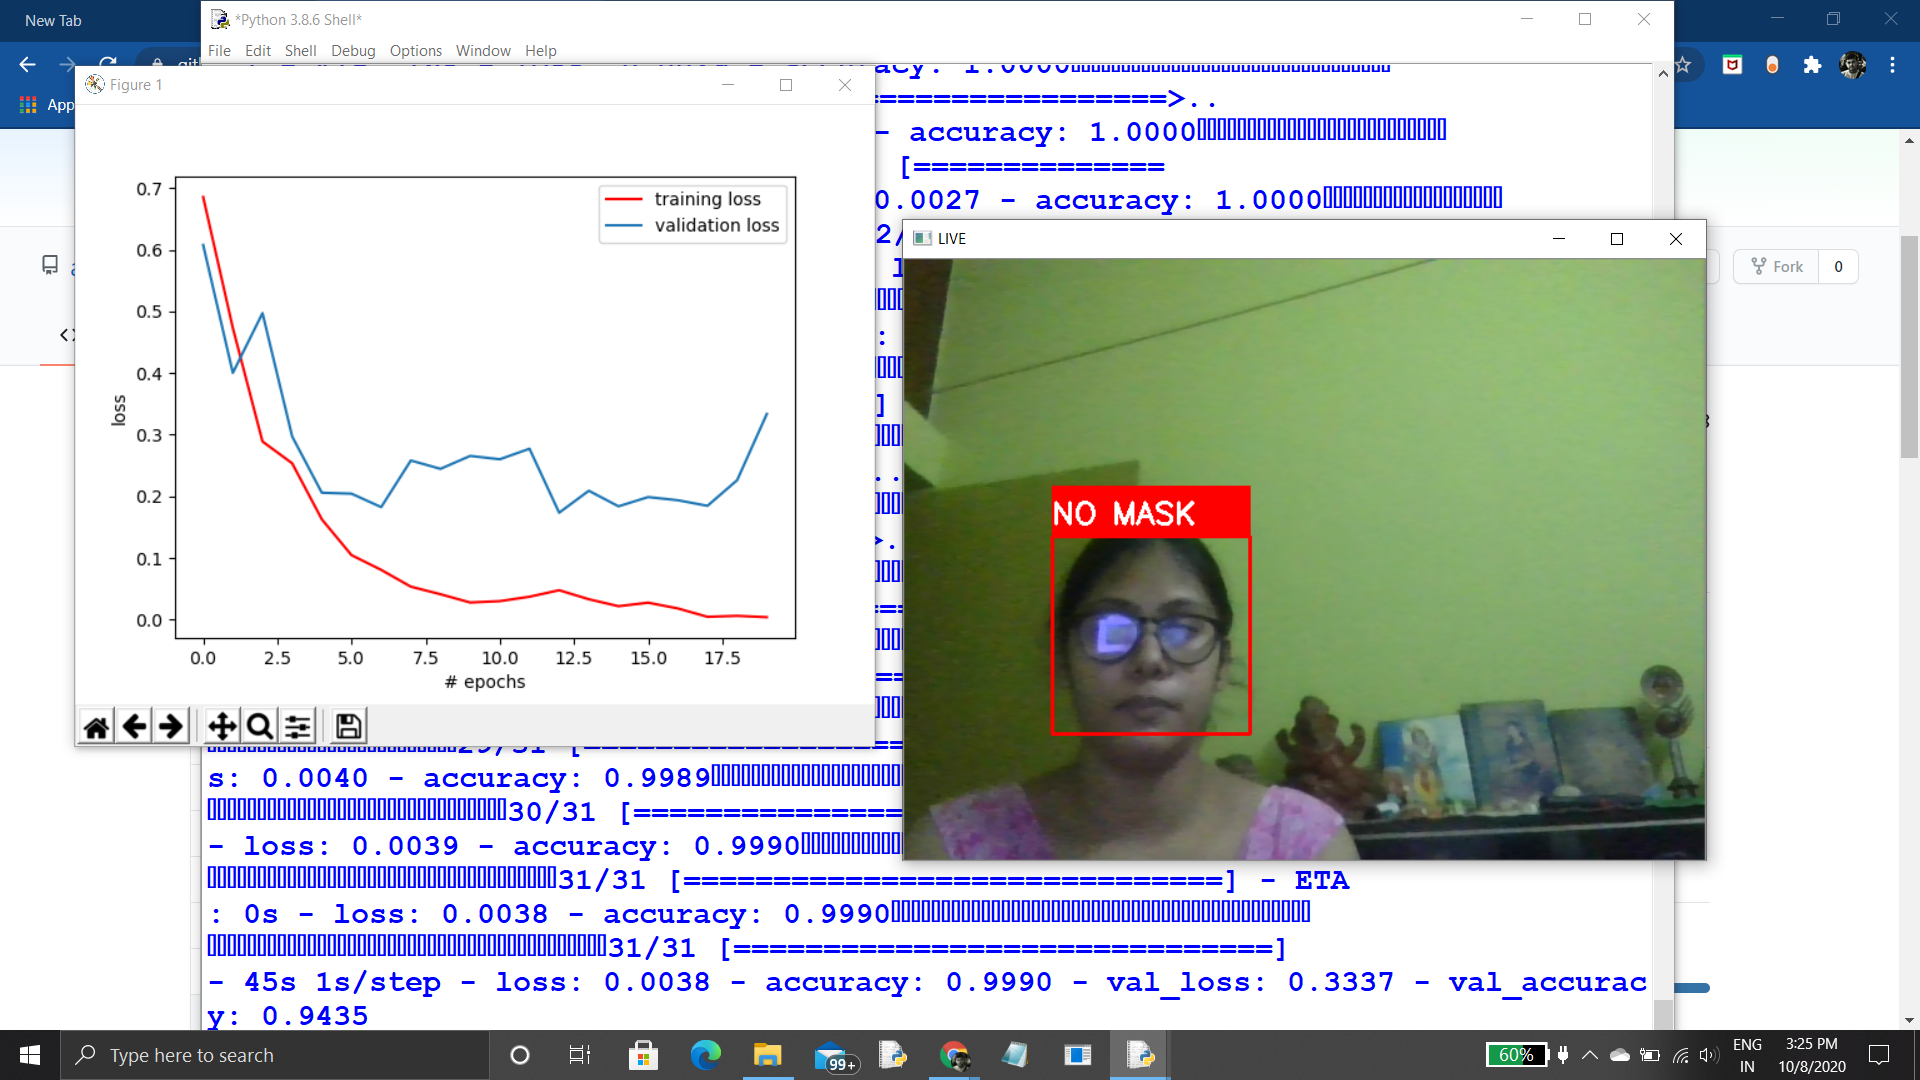 New Tab
*Python 3.8.6 Shell*
File Edit Shell Debug Options Window Help
App
Figure 1
training loss
validation loss
0.7
0.6
0.5
0.4
0.3
0.2
0.1
0.0
loss
0.0 2.5 5.0 7.5 10.0 12.5 15.0 17.5
# epochs
acy: 1.0000
=================>..
- accuracy: 1.0000
[==============
0.0027 - accuracy: 1.0000
29/31 [==================
s: 0.0040 - accuracy: 0.9989
30/31 [===============
- loss: 0.0039 - accuracy: 0.9990
31/31 [==============================] - ETA
: 0s - loss: 0.0038 - accuracy: 0.9990
31/31 [==============================]
- 45s 1s/step - loss: 0.0038 - accuracy: 0.9990 - val_loss: 0.3337 - val_accurac
y: 0.9435
LIVE
NO MASK
Fork 0
Type here to search
99+
60%
ENG
IN
3:25 PM
10/8/2020